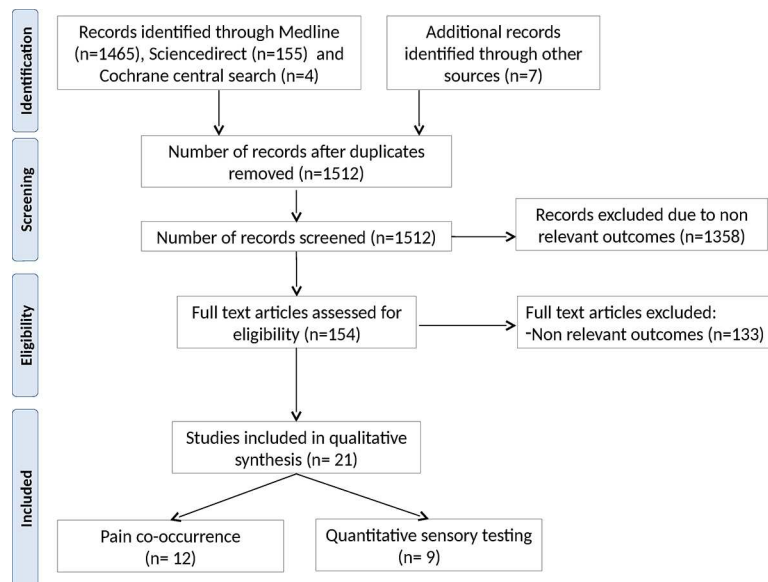 Identification
Records identified through Medline
(n=1465), Sciencedirect (n=155) and
Cochrane central search (n=4)
Additional records
identified through other
sources (n=7)
Screening
Number of records after duplicates
removed (n=1512)
Number of records screened (n=1512)
Records excluded due to non
relevant outcomes (n=1358)
Eligibility
Full text articles assessed for
eligibility (n=154)
Full text articles excluded:
-Non relevant outcomes (n=133)
Included
Studies included in qualitative
synthesis (n= 21)
Pain co-occurrence
(n= 12)
Quantitative sensory testing
(n= 9)